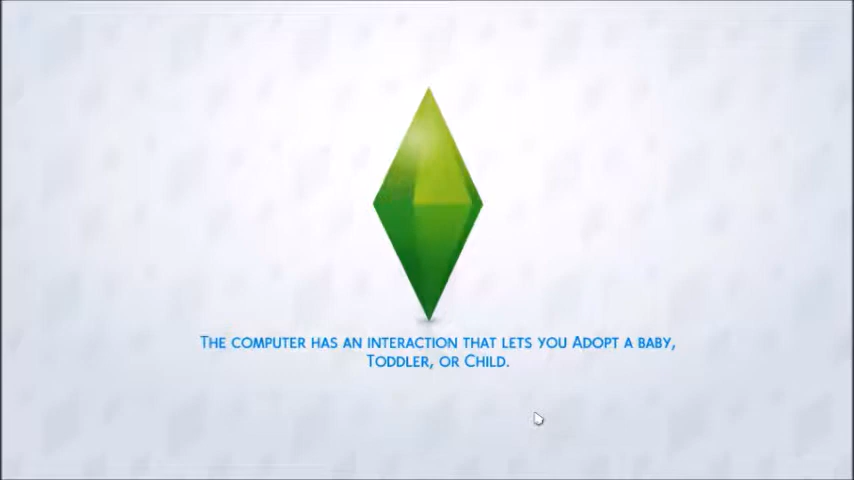 The computer has an interaction that lets you Adopt a baby,
Toddler, or Child.